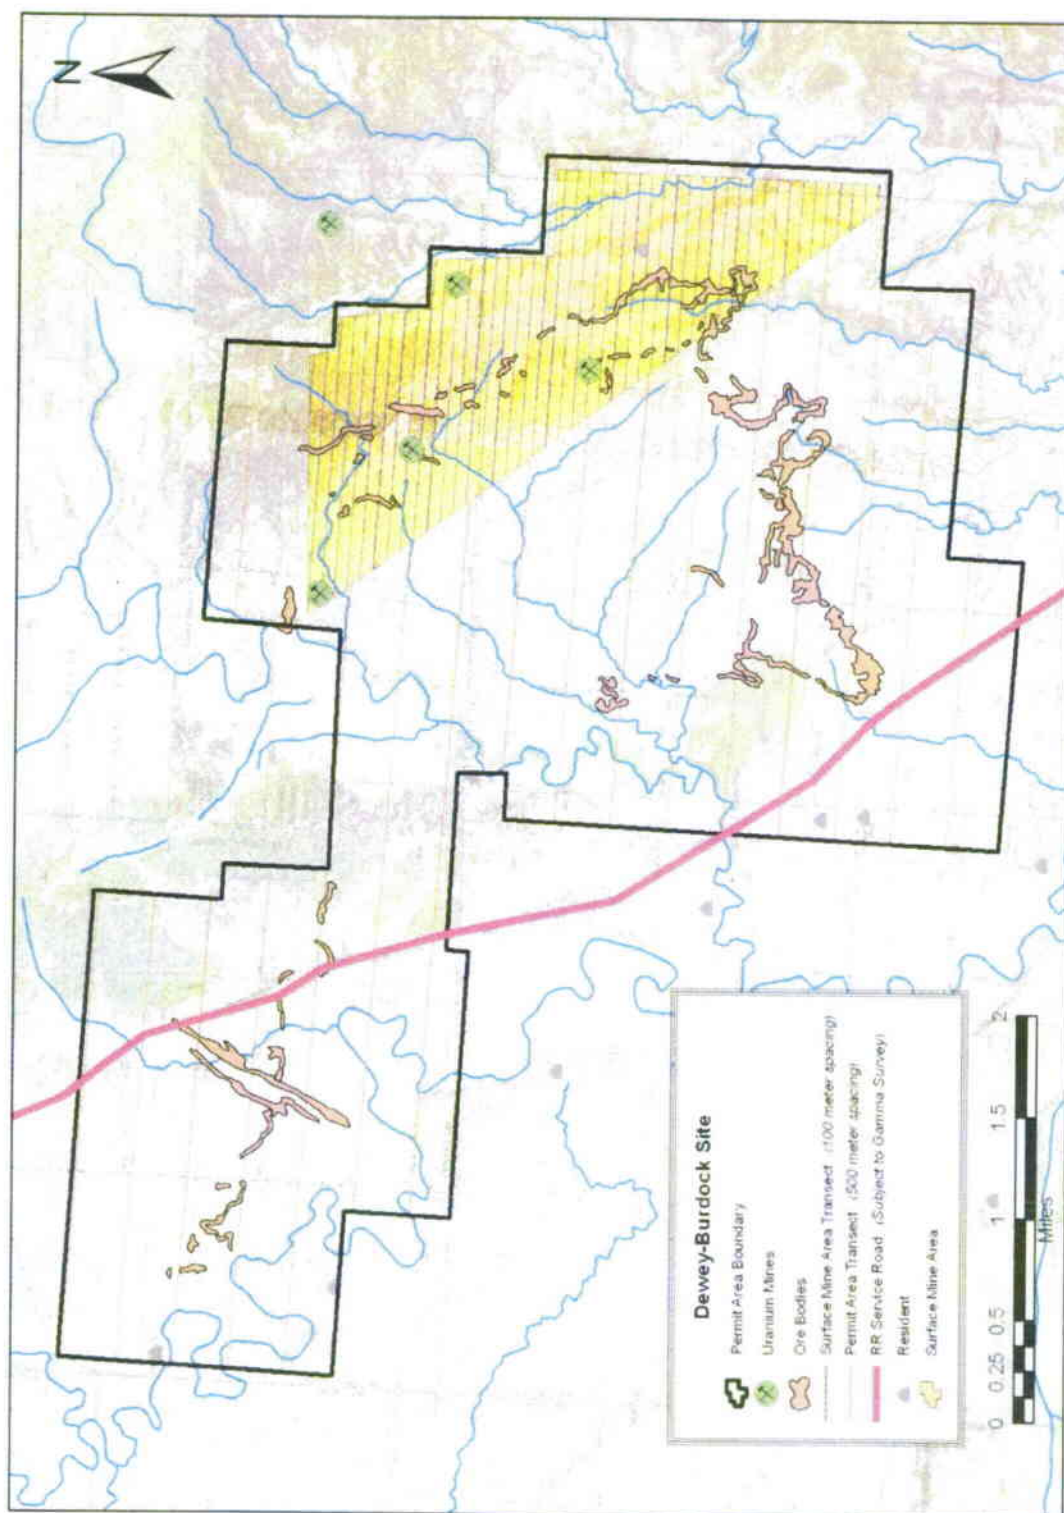 N
Dewey-Burdock Site
Permit Area Boundary
Uranium Mines
Ore Bodies
Surface Mine Area Transect (100 meter spacing)
Permit Area Transect (500 meter spacing)
RR Service Road (Subject to Gamma Survey)
Resident
Surface Mine Area
0 0.25 0.5 1 1.5 2
Miles